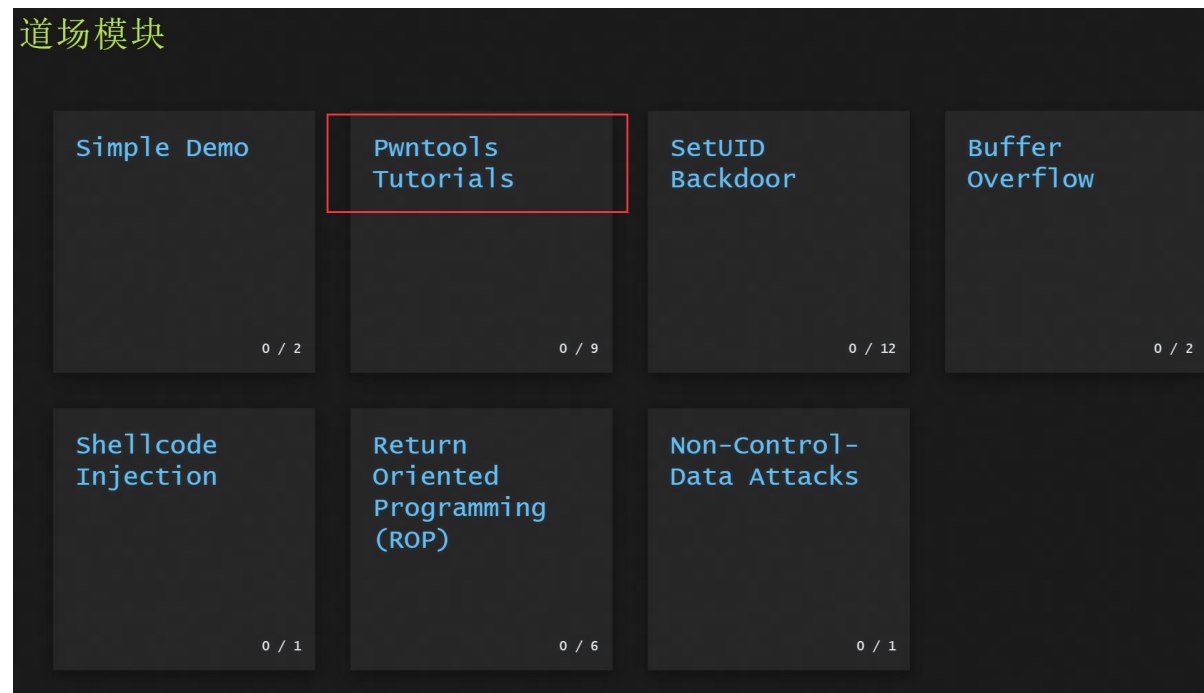 道场模块
Simple Demo
0 / 2
Pwntools
Tutorials
0 / 9
SetUID
Backdoor
0 / 12
Buffer
Overflow
0 / 2
Shellcode
Injection
0 / 1
Return
Oriented
Programming
(ROP)
0 / 6
Non-Control-
Data Attacks
0 / 1